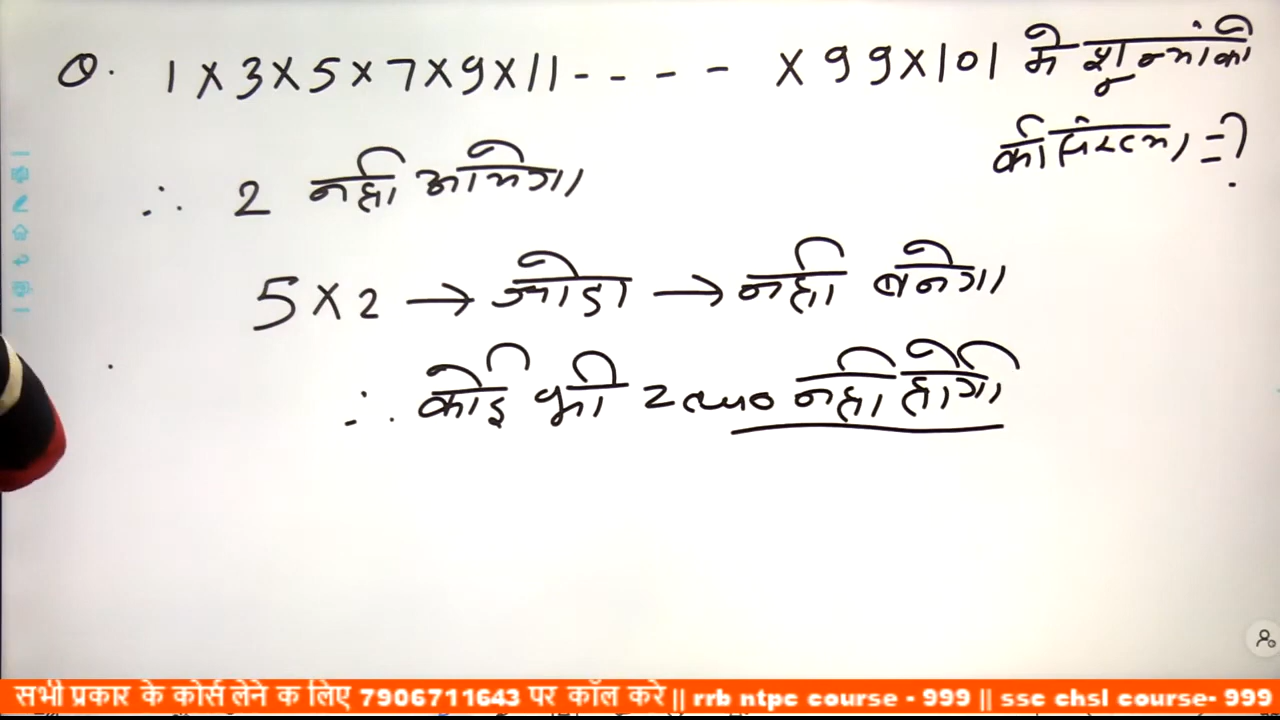 Q. 1 × 3 × 5 × 7 × 9 × 11 - - - - × 99 × 101 में शून्यांकों
की संख्या = ?
∴ 2 नहीं आयेगा
5 × 2 → जोडा → नहीं बनेगा
∴ कोई भी zero नहीं होगी
सभी प्रकार के कोर्स लेने क लिए 7906711643 पर कॉल करे || rrb ntpc course - 999 || ssc chsl course- 999